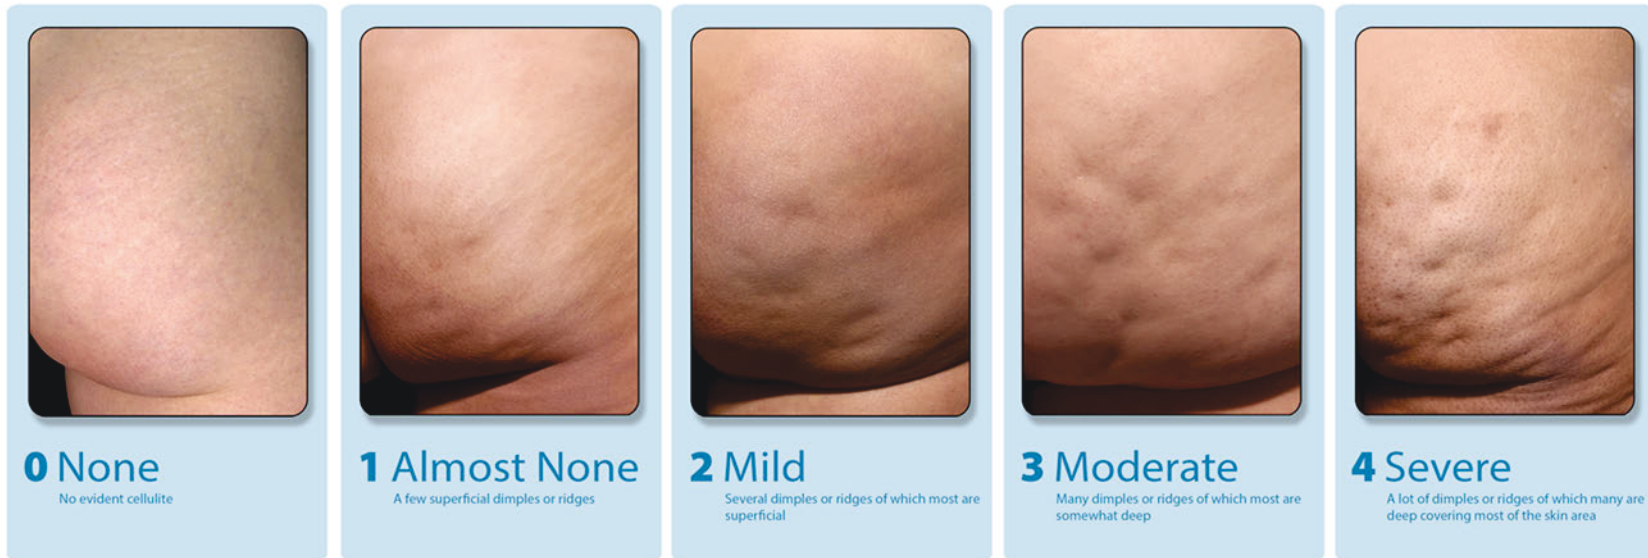 0 None
No evident cellulite
1 Almost None
A few superficial dimples or ridges
2 Mild
Several dimples or ridges of which most are
superficial
3 Moderate
Many dimples or ridges of which most are
somewhat deep
4 Severe
A lot of dimples or ridges of which many are
deep covering most of the skin area